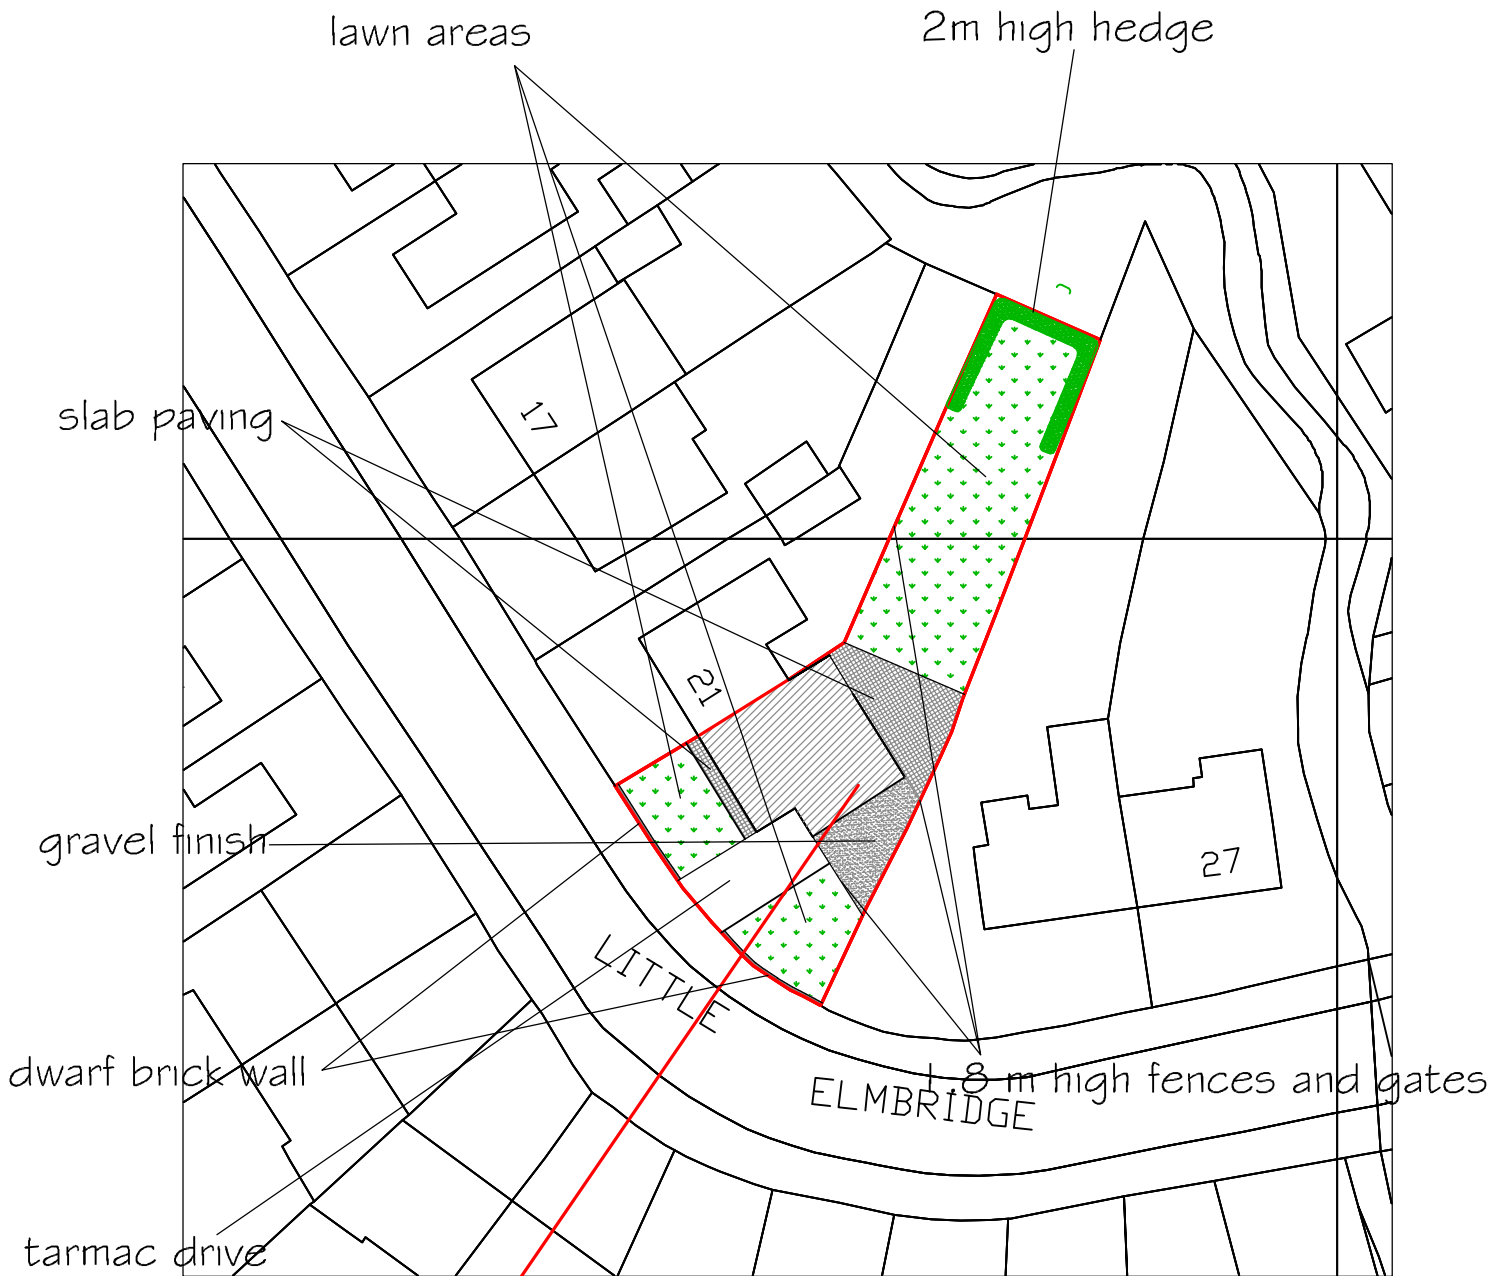 lawn areas
2m high hedge
17
slab paving
21
gravel finish
27
LITTLE
dwarf brick wall
1.8 m high fences and gates
ELMBRIDGE
tarmac drive